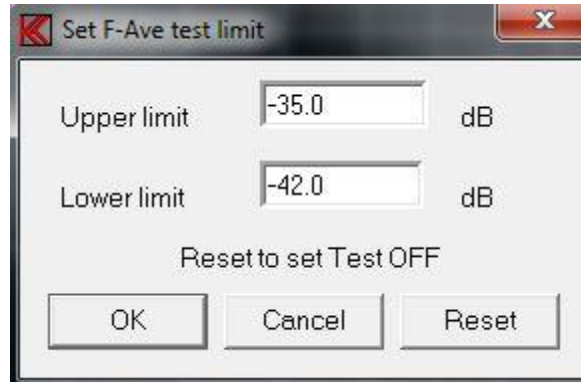 Set F-Ave test limit
Upper limit -35.0 dB
Lower limit -42.0 dB
Reset to set Test OFF
OK Cancel Reset